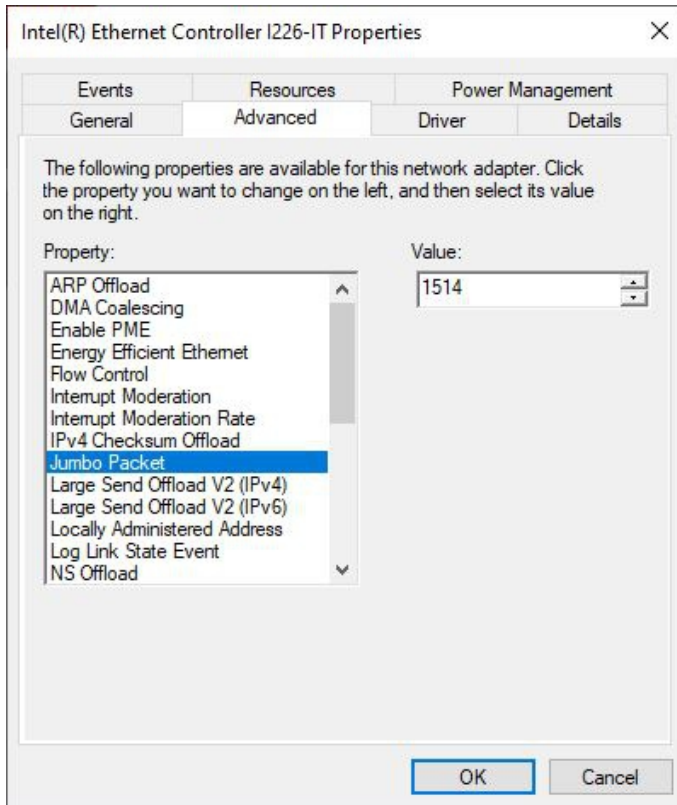 Intel(R) Ethernet Controller I226-IT Properties
Events Resources Power Management
General Advanced Driver Details
The following properties are available for this network adapter. Click
the property you want to change on the left, and then select its value
on the right.
Property: Value:
ARP Offload 1514
DMA Coalescing
Enable PME
Energy Efficient Ethernet
Flow Control
Interrupt Moderation
Interrupt Moderation Rate
IPv4 Checksum Offload
Jumbo Packet
Large Send Offload V2 (IPv4)
Large Send Offload V2 (IPv6)
Locally Administered Address
Log Link State Event
NS Offload
OK Cancel